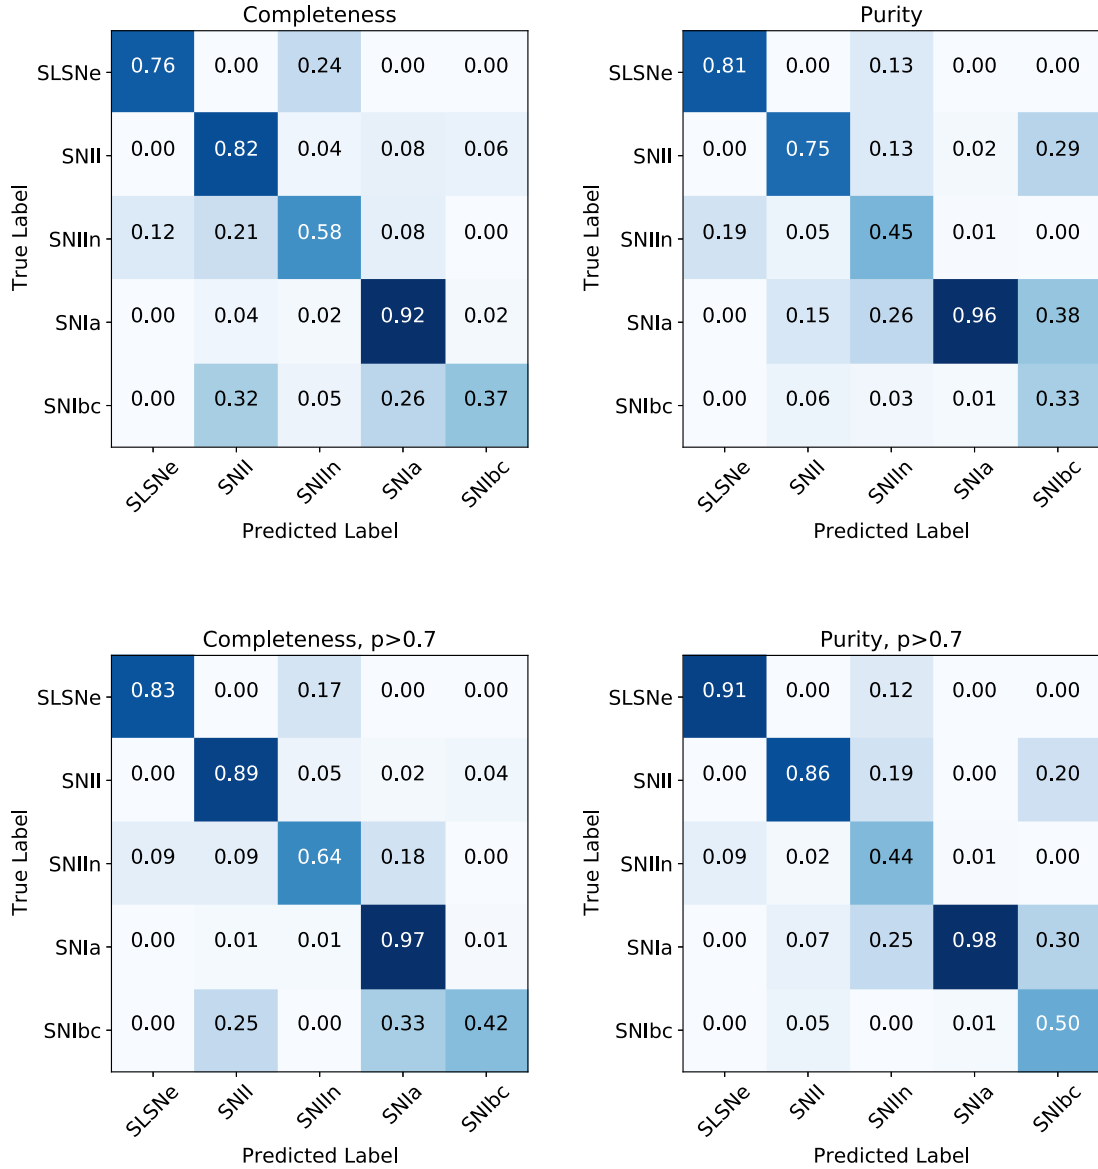 Completeness
SLSNe 0.76 0.00 0.24 0.00 0.00
SNII 0.00 0.82 0.04 0.08 0.06
SNIIn 0.12 0.21 0.58 0.08 0.00
SNIa 0.00 0.04 0.02 0.92 0.02
SNIbc 0.00 0.32 0.05 0.26 0.37
True Label
SLSNe SNII SNIIn SNIa SNIbc
Predicted Label
Purity
SLSNe 0.81 0.00 0.13 0.00 0.00
SNII 0.00 0.75 0.13 0.02 0.29
SNIIn 0.19 0.05 0.45 0.01 0.00
SNIa 0.00 0.15 0.26 0.96 0.38
SNIbc 0.00 0.06 0.03 0.01 0.33
True Label
SLSNe SNII SNIIn SNIa SNIbc
Predicted Label
Completeness, p>0.7
SLSNe 0.83 0.00 0.17 0.00 0.00
SNII 0.00 0.89 0.05 0.02 0.04
SNIIn 0.09 0.09 0.64 0.18 0.00
SNIa 0.00 0.01 0.01 0.97 0.01
SNIbc 0.00 0.25 0.00 0.33 0.42
True Label
SLSNe SNII SNIIn SNIa SNIbc
Predicted Label
Purity, p>0.7
SLSNe 0.91 0.00 0.12 0.00 0.00
SNII 0.00 0.86 0.19 0.00 0.20
SNIIn 0.09 0.02 0.44 0.01 0.00
SNIa 0.00 0.07 0.25 0.98 0.30
SNIbc 0.00 0.05 0.00 0.01 0.50
True Label
SLSNe SNII SNIIn SNIa SNIbc
Predicted Label